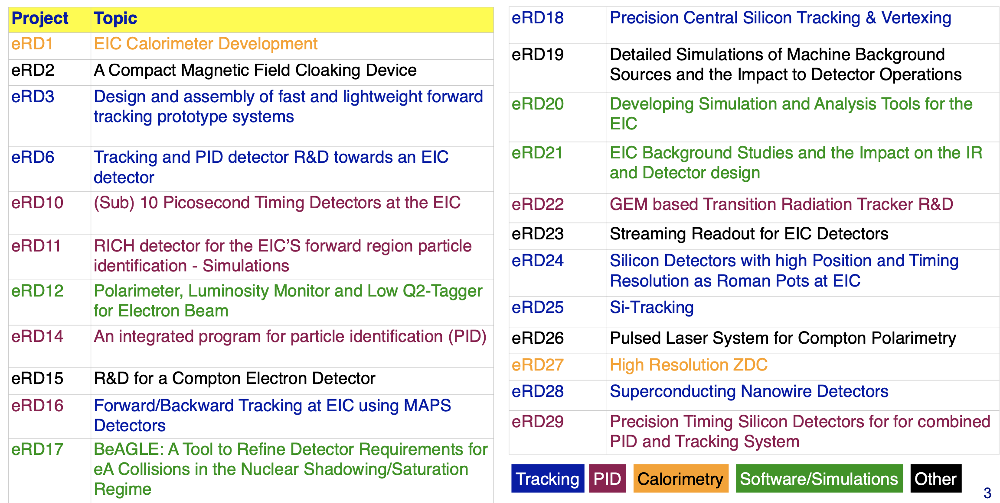 Project Topic
eRD1 EIC Calorimeter Development
eRD2 A Compact Magnetic Field Cloaking Device
eRD3 Design and assembly of fast and lightweight forward
tracking prototype systems
eRD6 Tracking and PID detector R&D towards an EIC
detector
eRD10 (Sub) 10 Picosecond Timing Detectors at the EIC
eRD11 RICH detector for the EIC’S forward region particle
identification - Simulations
eRD12 Polarimeter, Luminosity Monitor and Low Q2-Tagger
for Electron Beam
eRD14 An integrated program for particle identification (PID)
eRD15 R&D for a Compton Electron Detector
eRD16 Forward/Backward Tracking at EIC using MAPS
Detectors
eRD17 BeAGLE: A Tool to Refine Detector Requirements for
eA Collisions in the Nuclear Shadowing/Saturation
Regime
eRD18 Precision Central Silicon Tracking & Vertexing
eRD19 Detailed Simulations of Machine Background
Sources and the Impact to Detector Operations
eRD20 Developing Simulation and Analysis Tools for the
EIC
eRD21 EIC Background Studies and the Impact on the IR
and Detector design
eRD22 GEM based Transition Radiation Tracker R&D
eRD23 Streaming Readout for EIC Detectors
eRD24 Silicon Detectors with high Position and Timing
Resolution as Roman Pots at EIC
eRD25 Si-Tracking
eRD26 Pulsed Laser System for Compton Polarimetry
eRD27 High Resolution ZDC
eRD28 Superconducting Nanowire Detectors
eRD29 Precision Timing Silicon Detectors for for combined
PID and Tracking System
Tracking PID Calorimetry Software/Simulations Other
3